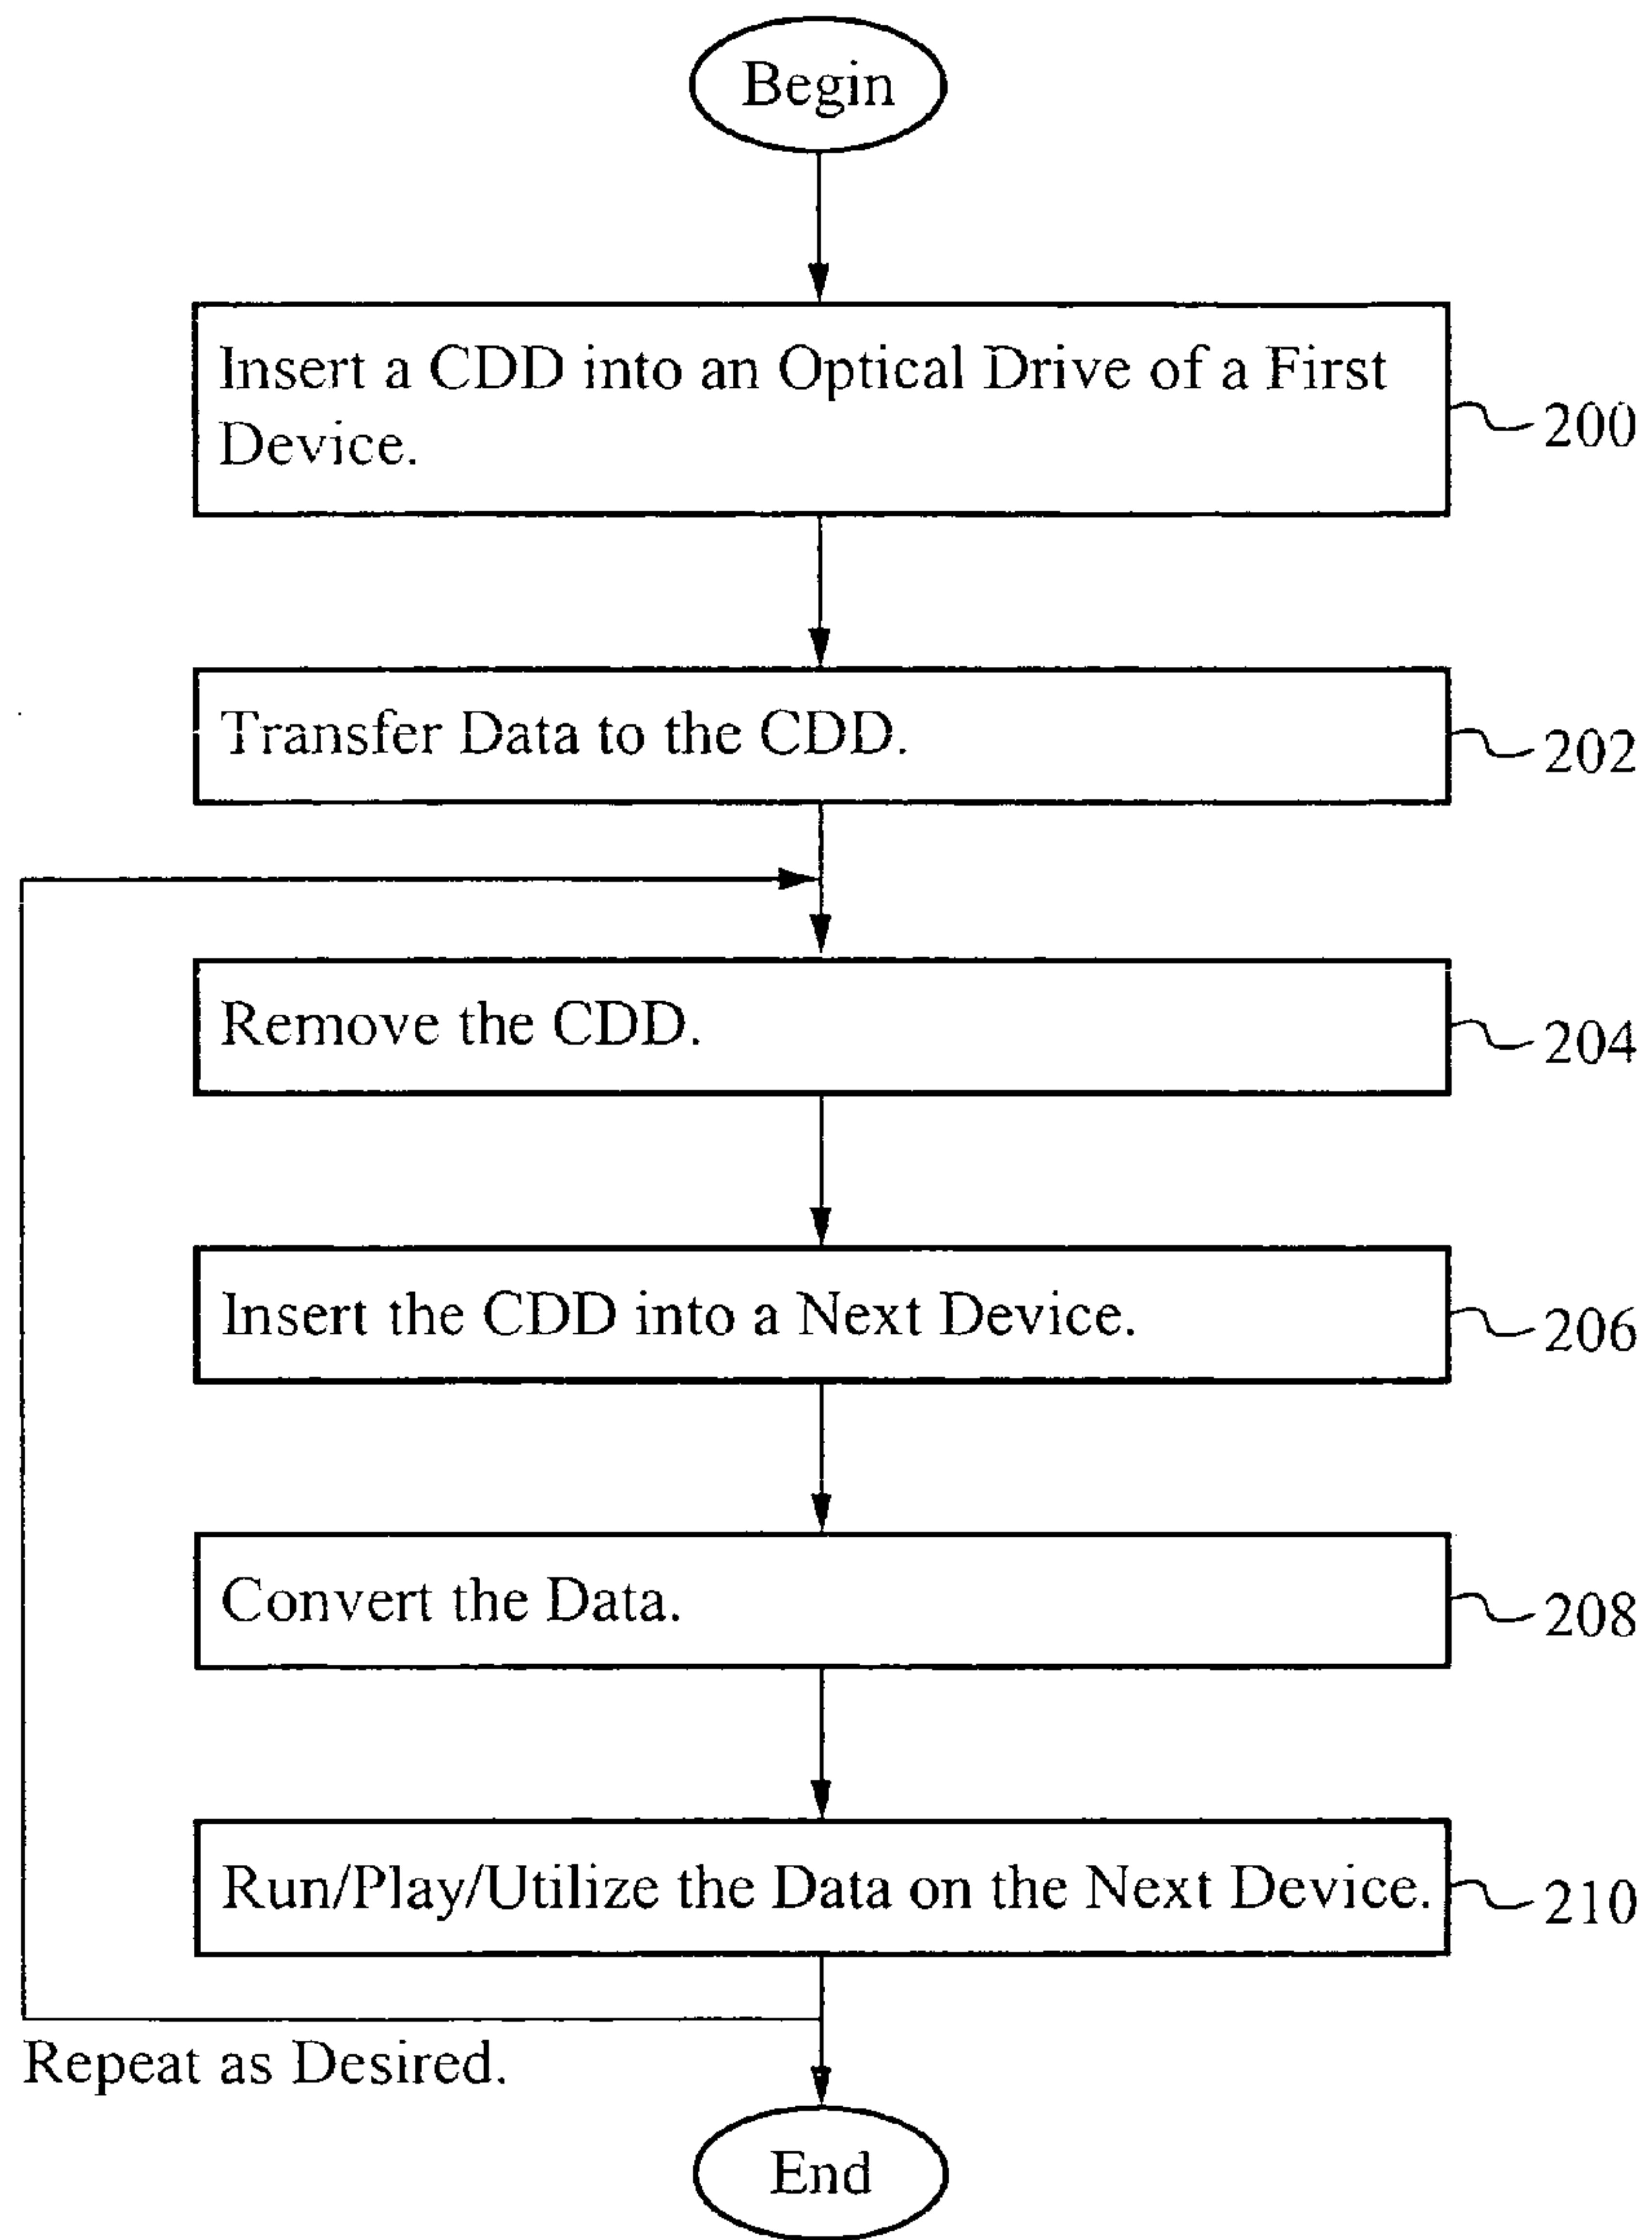 Begin
Insert a CDD into an Optical Drive of a First
Device.
200
Transfer Data to the CDD.
202
Remove the CDD.
204
Insert the CDD into a Next Device.
206
Convert the Data.
208
Run/Play/Utilize the Data on the Next Device.
210
Repeat as Desired.
End